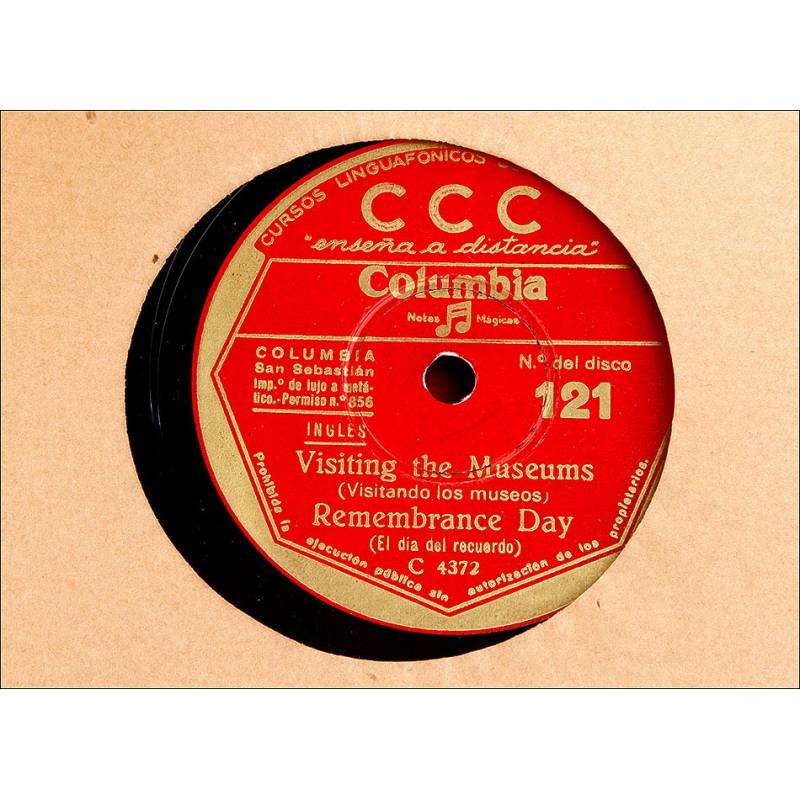 CURSOS LINGUAFONICOS
CCC
"enseña a distancia"
Columbia
Notas Mágicas
COLUMBIA
San Sebastián
Imp.º de lujo a metá-
lico.-Permiso n.º 856
INGLES
N.º del disco
121
Visiting the Museums
(Visitando los museos)
Remembrance Day
(El dia del recuerdo)
C 4372
Prohibida la ejecución pública sin autorización de los propietarios.